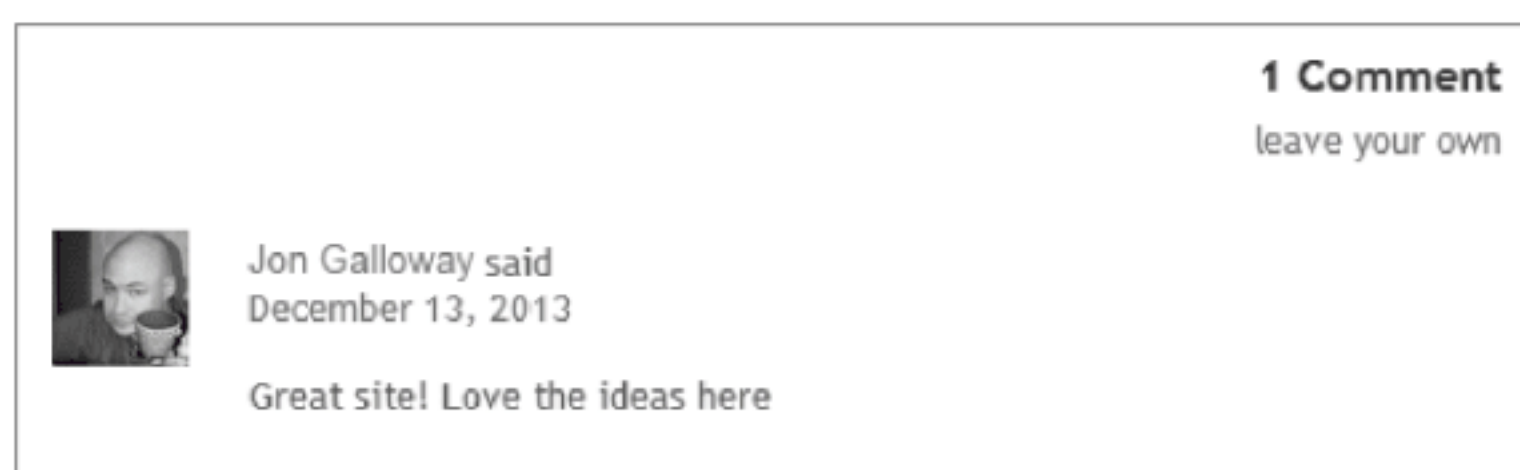 1 Comment
leave your own
Jon Galloway said
December 13, 2013
Great site! Love the ideas here